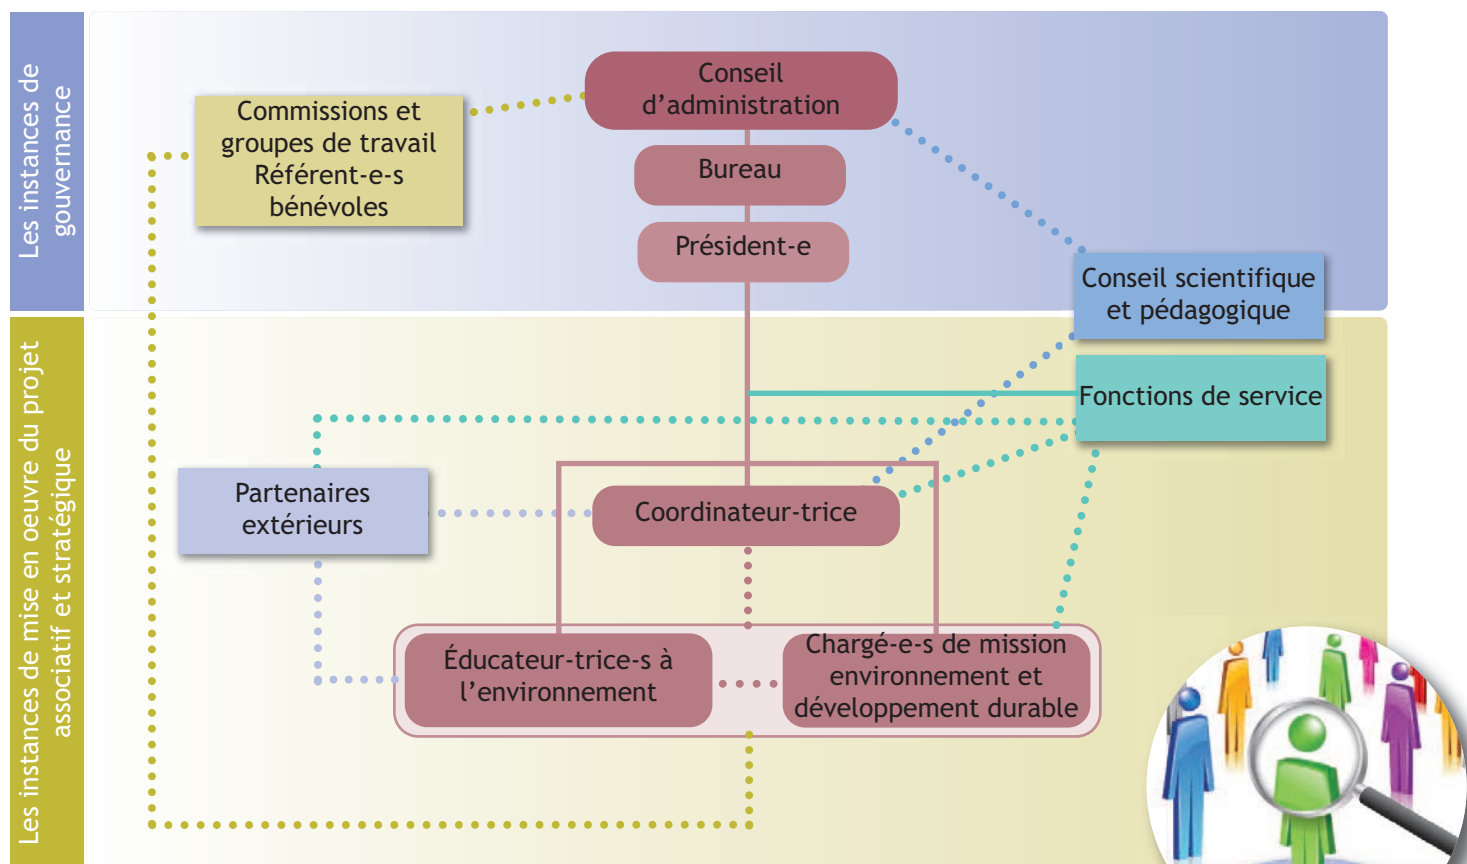 Les instances de
gouvernance
Conseil
d’administration
Commissions et
groupes de travail
Référent-e-s
bénévoles
Bureau
Président-e
Conseil scientifique
et pédagogique
Les instances de mise en oeuvre du projet
associatif et stratégique
Fonctions de service
Partenaires
extérieurs
Coordinateur-trice
Éducateur-trice-s à
l’environnement
Chargé-e-s de mission
environnement et
développement durable